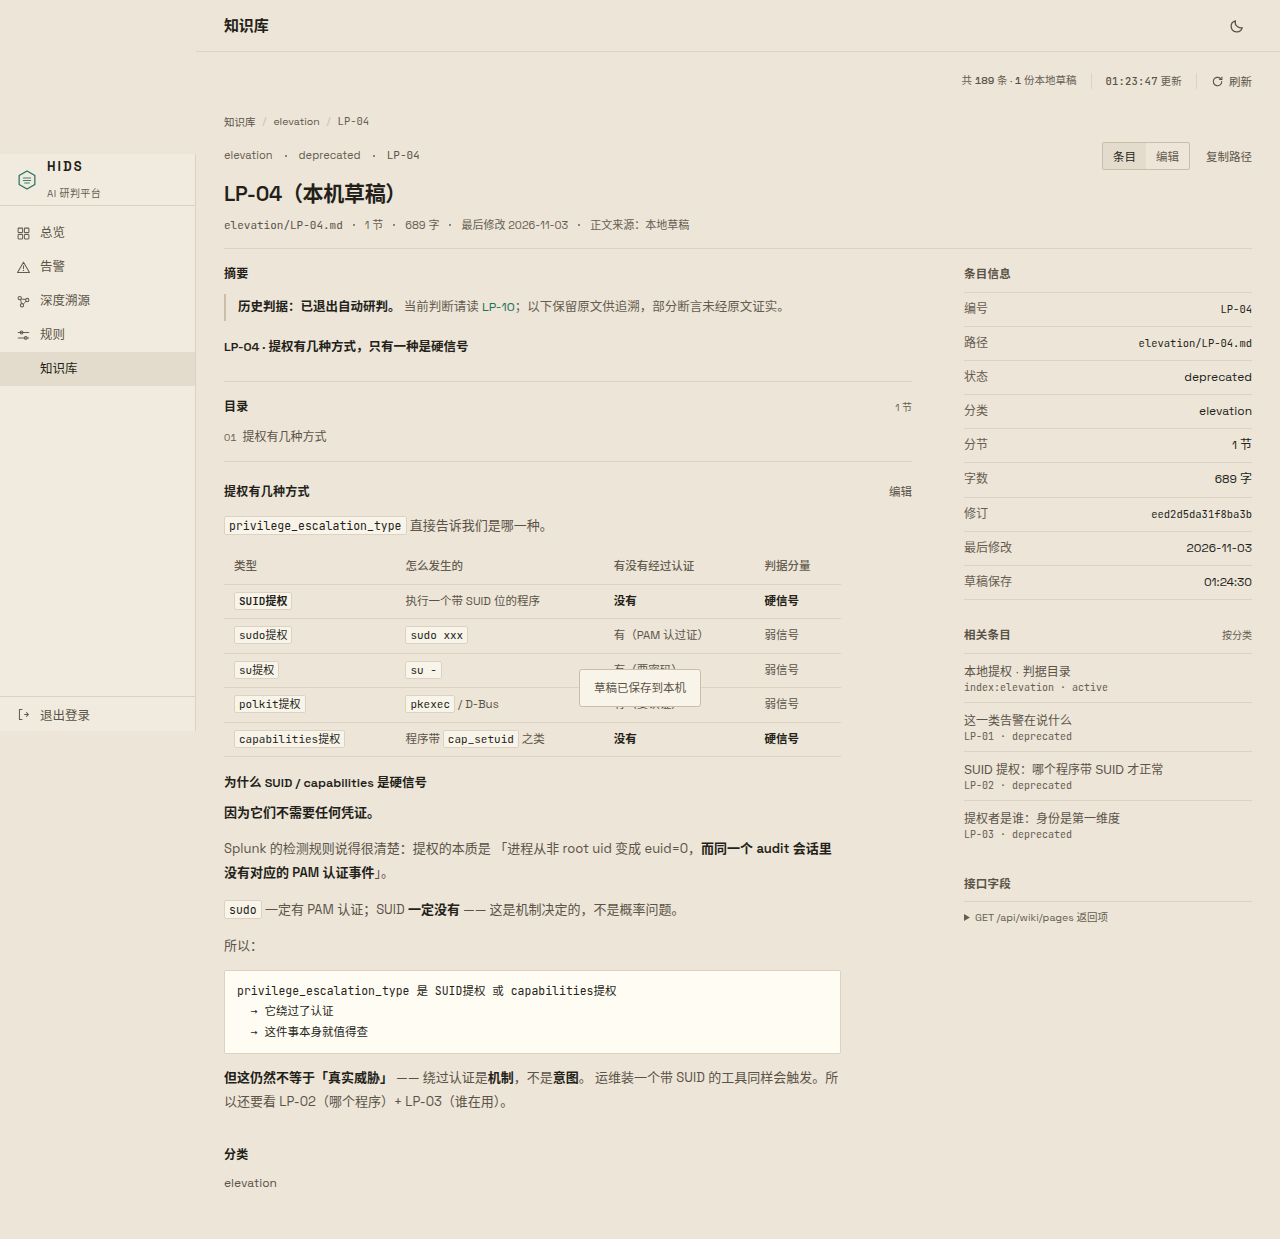 知识库
共 189 条 · 1 份本地草稿
01:23:47 更新
刷新
知识库 / elevation / LP-04
HIDS
AI 研判平台
总览
告警
深度溯源
规则
知识库
退出登录
elevation · deprecated · LP-04
条目 编辑 复制路径
LP-04（本机草稿）
elevation/LP-04.md · 1 节 · 689 字 · 最后修改 2026-11-03 · 正文来源：本地草稿
摘要
历史判据：已退出自动研判。 当前判断请读 LP-10；以下保留原文供追溯，部分断言未经原文证实。
LP-04 · 提权有几种方式，只有一种是硬信号
目录 1 节
01 提权有几种方式
提权有几种方式 编辑
privilege_escalation_type 直接告诉我们是哪一种。
类型 怎么发生的 有没有经过认证 判据分量
SUID提权 执行一个带 SUID 位的程序 没有 硬信号
sudo提权 sudo xxx 有（PAM 认过证） 弱信号
su提权 su - 弱信号
草稿已保存到本机
polkit提权 pkexec / D-Bus 弱信号
capabilities提权 程序带 cap_setuid 之类 没有 硬信号
为什么 SUID / capabilities 是硬信号
因为它们不需要任何凭证。
Splunk 的检测规则说得很清楚：提权的本质是 「进程从非 root uid 变成 euid=0，而同一个 audit 会话里
没有对应的 PAM 认证事件」。
sudo 一定有 PAM 认证；SUID 一定没有 —— 这是机制决定的，不是概率问题。
所以：
privilege_escalation_type 是 SUID提权 或 capabilities提权
→ 它绕过了认证
→ 这件事本身就值得查
但这仍然不等于「真实威胁」 —— 绕过认证是机制，不是意图。 运维装一个带 SUID 的工具同样会触发。所
以还要看 LP-02（哪个程序）+ LP-03（谁在用）。
分类
elevation
条目信息
编号 LP-04
路径 elevation/LP-04.md
状态 deprecated
分类 elevation
分节 1 节
字数 689 字
修订 eed2d5da31f8ba3b
最后修改 2026-11-03
草稿保存 01:24:30
相关条目 按分类
本地提权 · 判据目录
index:elevation · active
这一类告警在说什么
LP-01 · deprecated
SUID 提权：哪个程序带 SUID 才正常
LP-02 · deprecated
提权者是谁：身份是第一维度
LP-03 · deprecated
接口字段
GET /api/wiki/pages 返回项